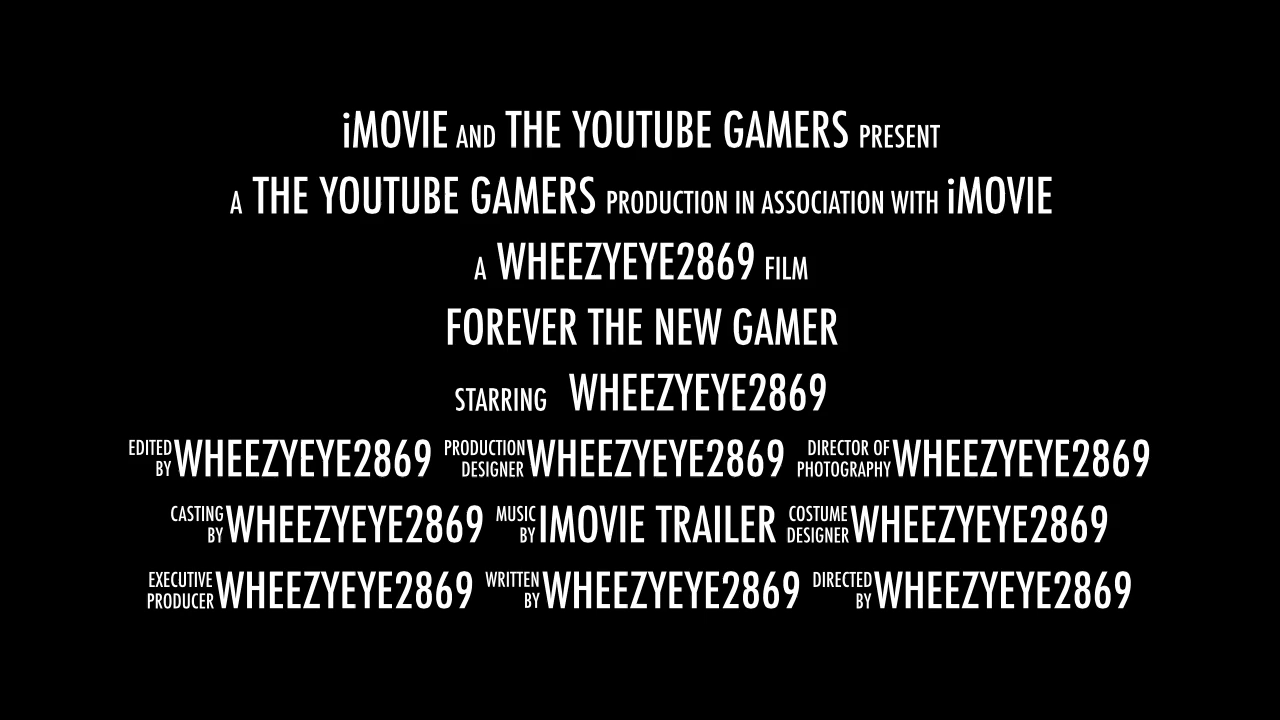 iMOVIE AND THE YOUTUBE GAMERS PRESENT
A THE YOUTUBE GAMERS PRODUCTION IN ASSOCIATION WITH iMOVIE
A WHEEZYEYE2869 FILM
FOREVER THE NEW GAMER
STARRING WHEEZYEYE2869
EDITED BY WHEEZYEYE2869 PRODUCTION DESIGNER WHEEZYEYE2869 DIRECTOR OF PHOTOGRAPHY WHEEZYEYE2869
CASTING BY WHEEZYEYE2869 MUSIC BY IMOVIE TRAILER COSTUME DESIGNER WHEEZYEYE2869
EXECUTIVE PRODUCER WHEEZYEYE2869 WRITTEN BY WHEEZYEYE2869 DIRECTED BY WHEEZYEYE2869